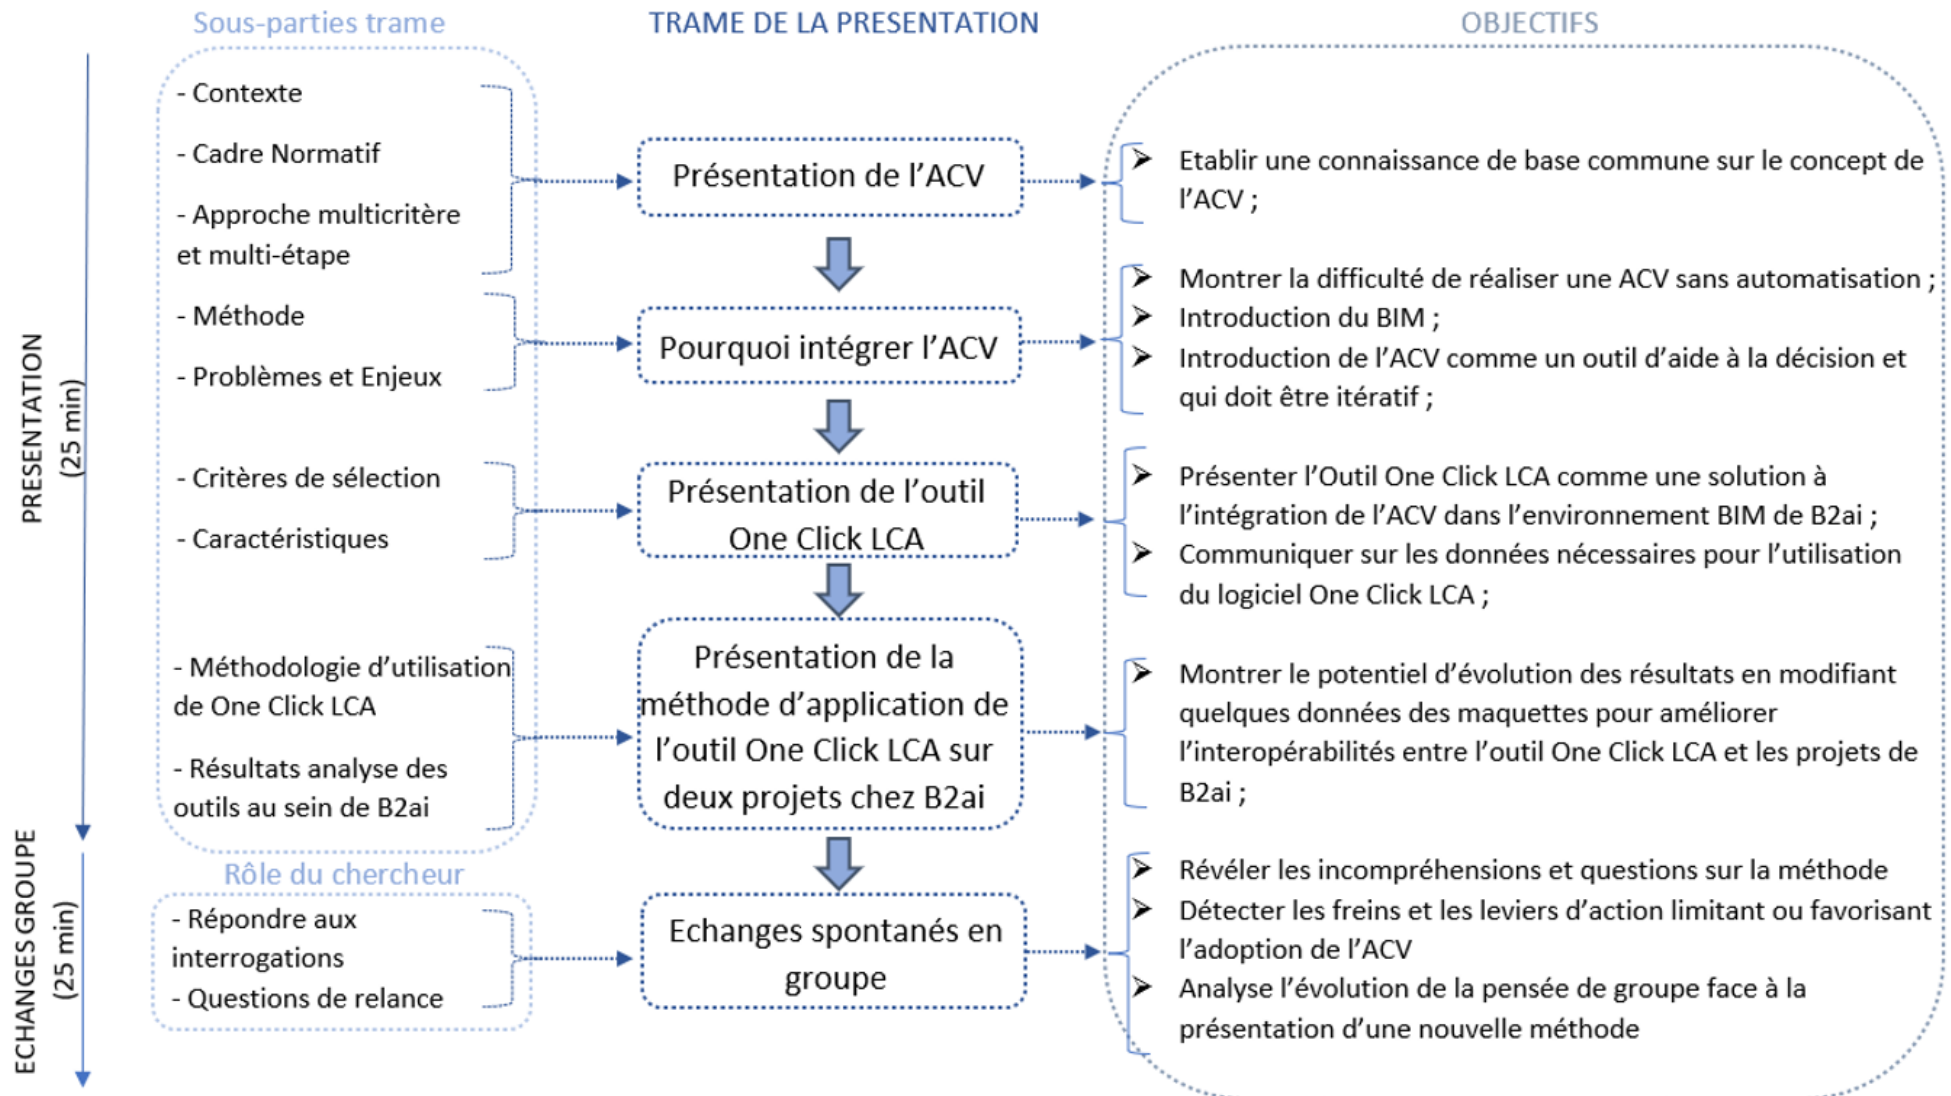 Sous-parties trame
TRAME DE LA PRESENTATION
OBJECTIFS
PRESENTATION
(25 min)
- Contexte
- Cadre Normatif
- Approche multicritère
et multi-étape
Présentation de l'ACV
Etablir une connaissance de base commune sur le concept de
l'ACV ;
- Méthode
- Problèmes et Enjeux
Pourquoi intégrer l'ACV
Montrer la difficulté de réaliser une ACV sans automatisation ;
Introduction du BIM ;
Introduction de l'ACV comme un outil d'aide à la décision et
qui doit être itératif ;
- Critères de sélection
- Caractéristiques
Présentation de l'outil
One Click LCA
Présenter l'Outil One Click LCA comme une solution à
l'intégration de l'ACV dans l'environnement BIM de B2ai ;
Communiquer sur les données nécessaires pour l'utilisation
du logiciel One Click LCA ;
- Méthodologie d'utilisation
de One Click LCA
- Résultats analyse des
outils au sein de B2ai
Présentation de la
méthode d'application de
l'outil One Click LCA sur
deux projets chez B2ai
Montrer le potentiel d'évolution des résultats en modifiant
quelques données des maquettes pour améliorer
l'interopérabilités entre l'outil One Click LCA et les projets de
B2ai ;
ECHANGES GROUPE
(25 min)
Rôle du chercheur
- Répondre aux
interrogations
- Questions de relance
Echanges spontanés en
groupe
Révéler les incompréhensions et questions sur la méthode
Détecter les freins et les leviers d'action limitant ou favorisant
l'adoption de l'ACV
Analyse l'évolution de la pensée de groupe face à la
présentation d'une nouvelle méthode